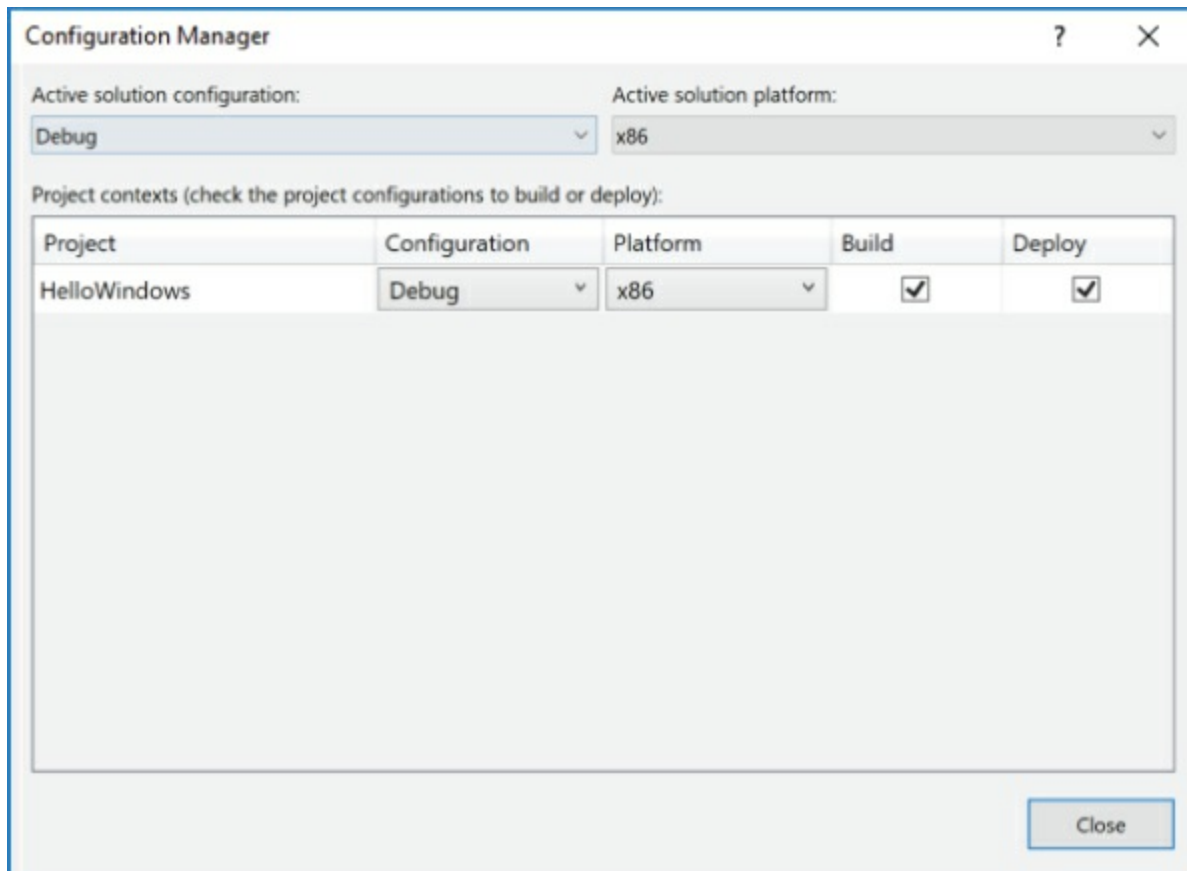 Configuration Manager ?
Active solution configuration: Active solution platform:
Debug x86
Project contexts (check the project configurations to build or deploy):
Project Configuration Platform Build Deploy
HelloWindows Debug x86
Close